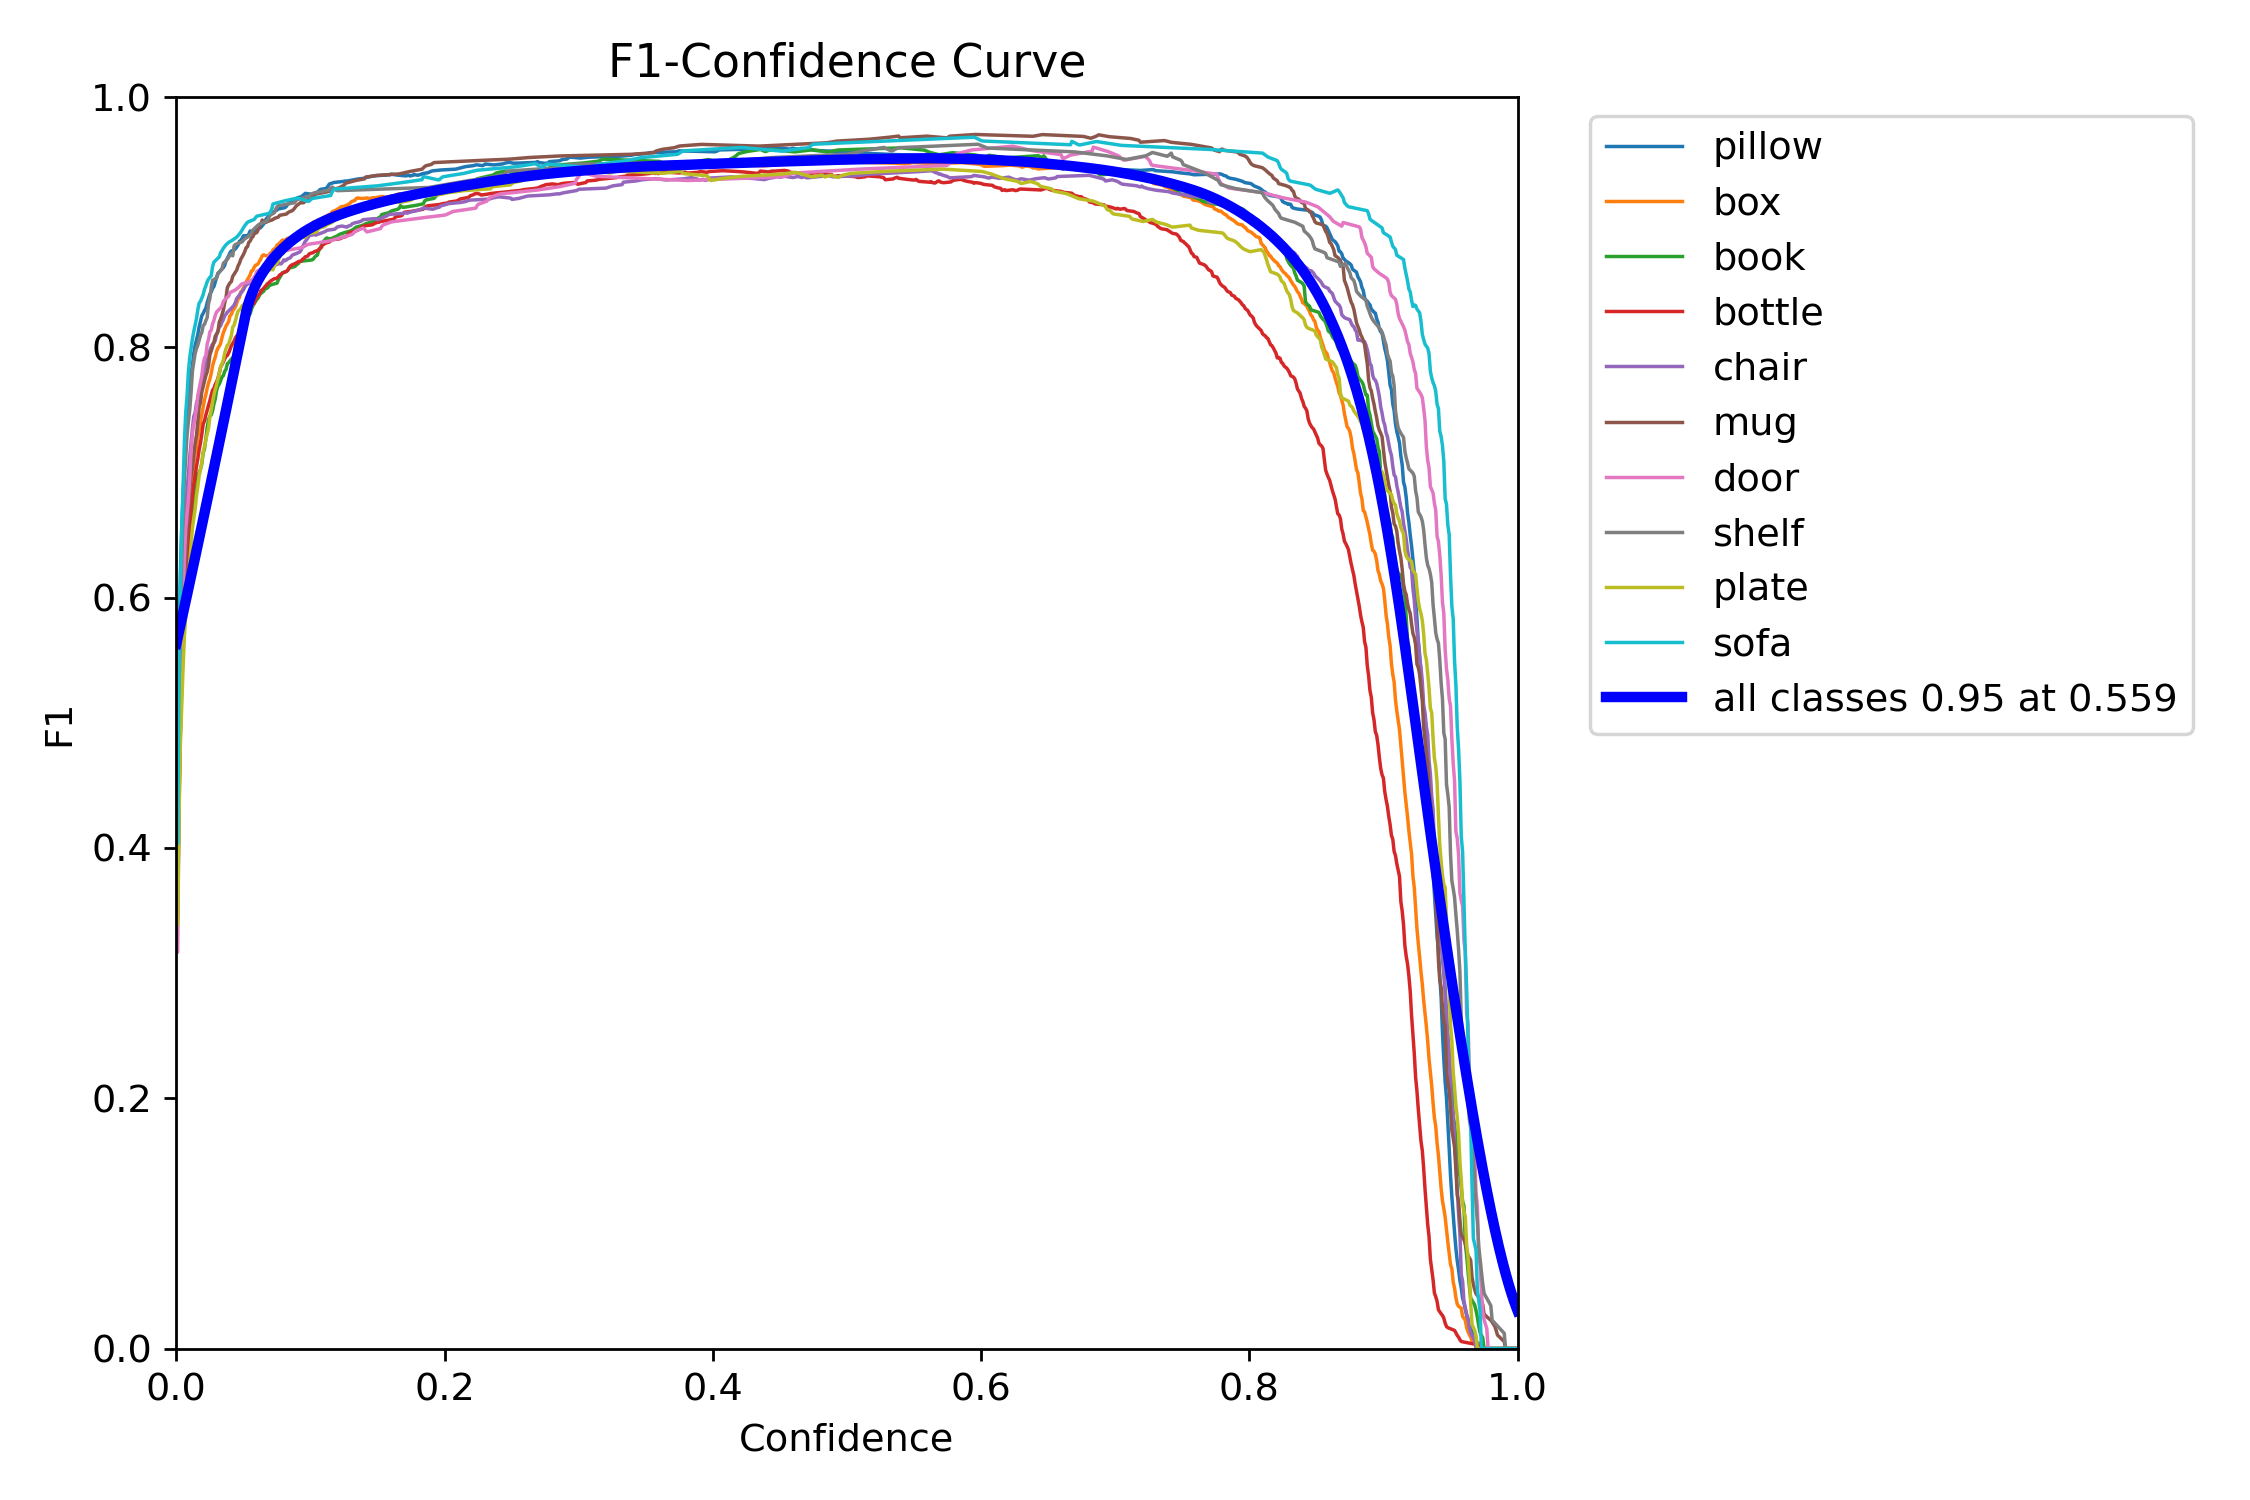 F1-Confidence Curve
1.0
0.8
0.6
0.4
0.2
0.0
F1
0.0 0.2 0.4 0.6 0.8 1.0
Confidence
pillow
box
book
bottle
chair
mug
door
shelf
plate
sofa
all classes 0.95 at 0.559